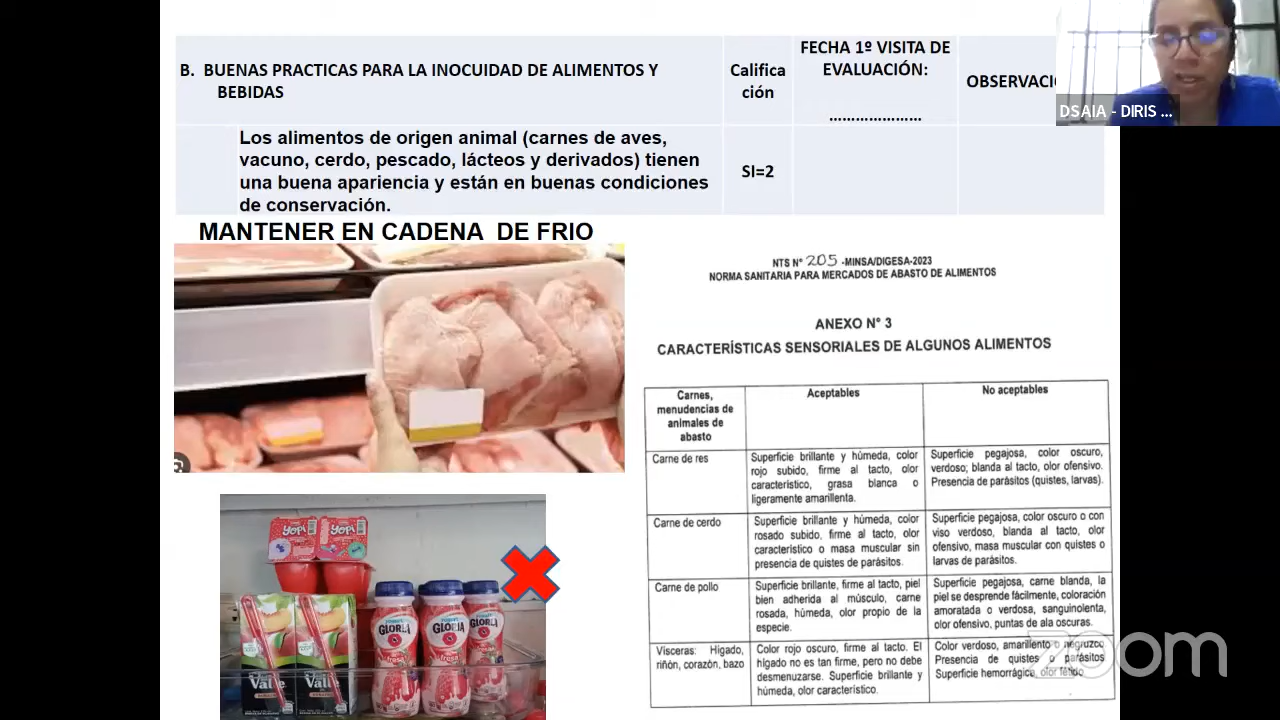 B. BUENAS PRACTICAS PARA LA INOCUIDAD DE ALIMENTOS Y
BEBIDAS
Califica
ción
FECHA 1º VISITA DE
EVALUACIÓN:
.....................
OBSERVACIO
DSAIA - DIRIS ...
Los alimentos de origen animal (carnes de aves,
vacuno, cerdo, pescado, lácteos y derivados) tienen
una buena apariencia y están en buenas condiciones
de conservación.
SI=2
MANTENER EN CADENA DE FRIO
NTS N° 205 -MINSA/DIGESA-2023
NORMA SANITARIA PARA MERCADOS DE ABASTO DE ALIMENTOS
ANEXO N° 3
CARACTERÍSTICAS SENSORIALES DE ALGUNOS ALIMENTOS
Carnes,
menudencias de
animales de
abasto
Aceptables
No aceptables
Carne de res
Superficie brillante y húmeda, color
rojo subido, firme al tacto, olor
característico, grasa blanca o
ligeramente amarillenta.
Superficie pegajosa, color oscuro,
verdoso; blanda al tacto, olor ofensivo.
Presencia de parásitos (quistes, larvas).
Carne de cerdo
Superficie brillante y húmeda, color
rosado subido, firme al tacto, olor
característico o masa muscular sin
presencia de quistes de parásitos.
Superficie pegajosa, color oscuro o con
viso verdoso, blanda al tacto, olor
ofensivo, masa muscular con quistes o
larvas de parásitos.
Carne de pollo
Superficie brillante, firme al tacto, piel
bien adherida al músculo, carne
rosada, húmeda, olor propio de la
especie.
Superficie pegajosa, carne blanda, la
piel se desprende fácilmente, coloración
amoratada o verdosa, sanguinolenta,
olor ofensivo, puntas de ala oscuras.
Vísceras: Hígado,
riñón, corazón, bazo
Color rojo oscuro, firme al tacto. El
hígado no es tan firme, pero no debe
desmenuzarse. Superficie brillante y
húmeda, olor característico.
Color verdoso, amarillento o negruzco
Presencia de quistes o parásitos
Superficie hemorrágica, olor fétido.
YOPI
YOPI
GLORIA
fresa
GLORIA
fresa
GLORIA
Valle
Valle
zoom